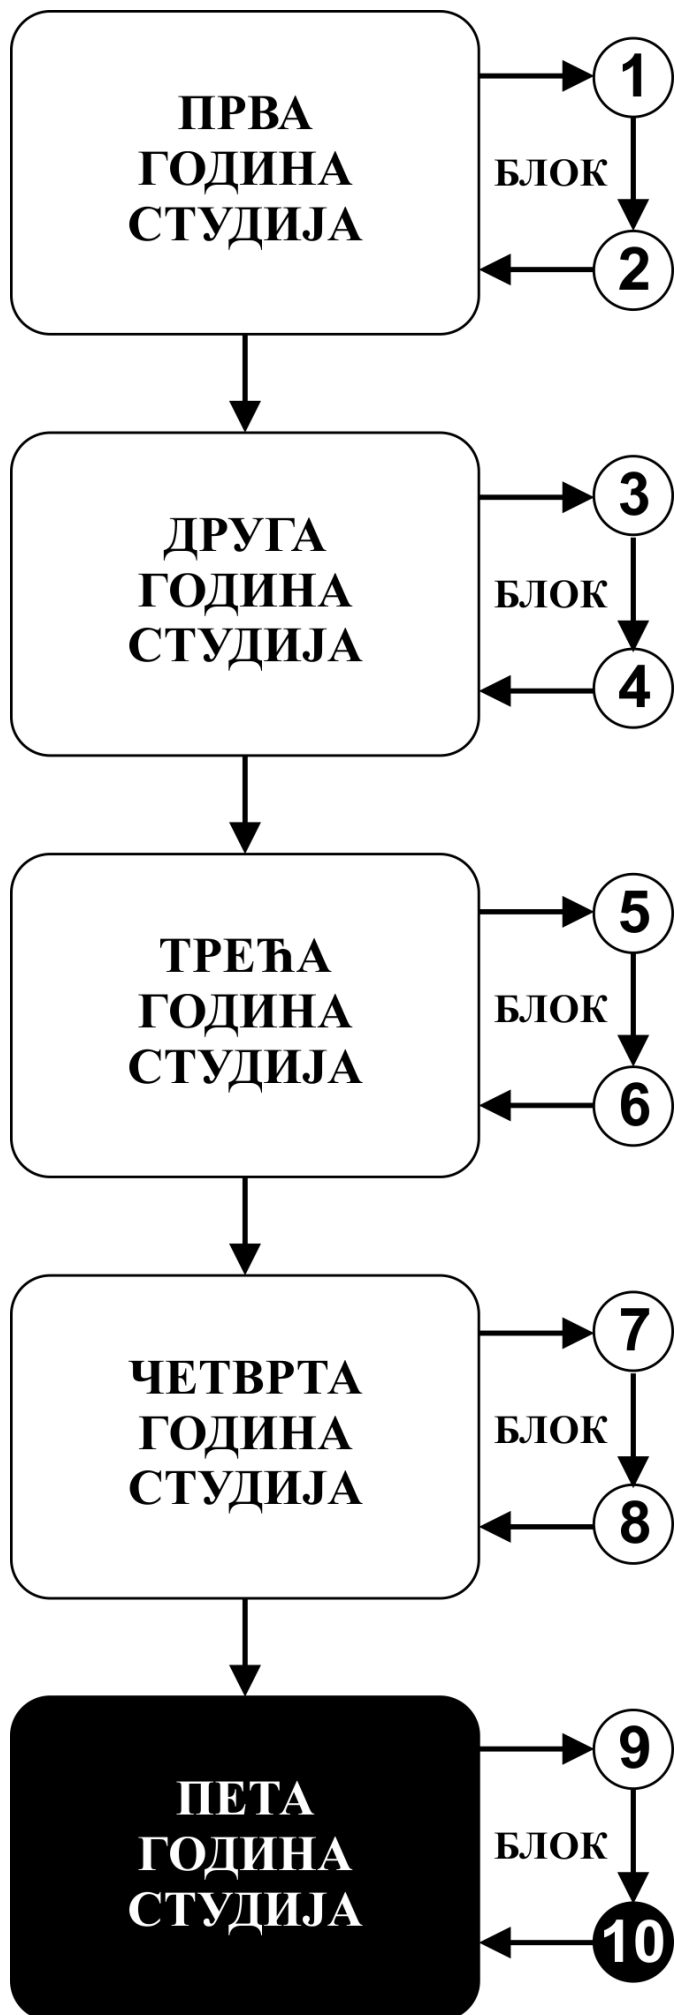 ПРВА
ГОДИНА
СТУДИЈА
1
БЛОК
2
ДРУГА
ГОДИНА
СТУДИЈА
3
БЛОК
4
ТРЕЋА
ГОДИНА
СТУДИЈА
5
БЛОК
6
ЧЕТВРТА
ГОДИНА
СТУДИЈА
7
БЛОК
8
ПЕТА
ГОДИНА
СТУДИЈА
9
БЛОК
10